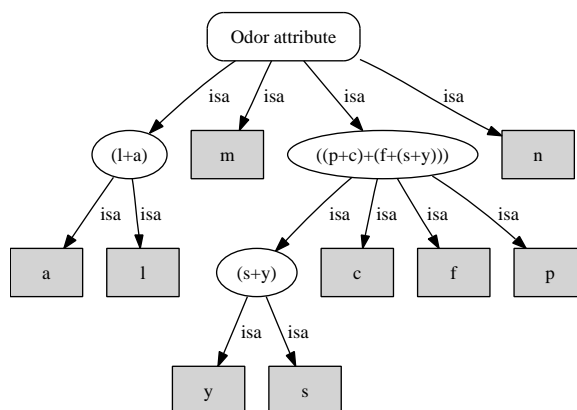 Odor attribute
isa
isa
isa
isa
(l+a)
m
((p+c)+(f+(s+y)))
n
isa
isa
isa
isa
isa
isa
a
l
(s+y)
c
f
p
isa
isa
y
s